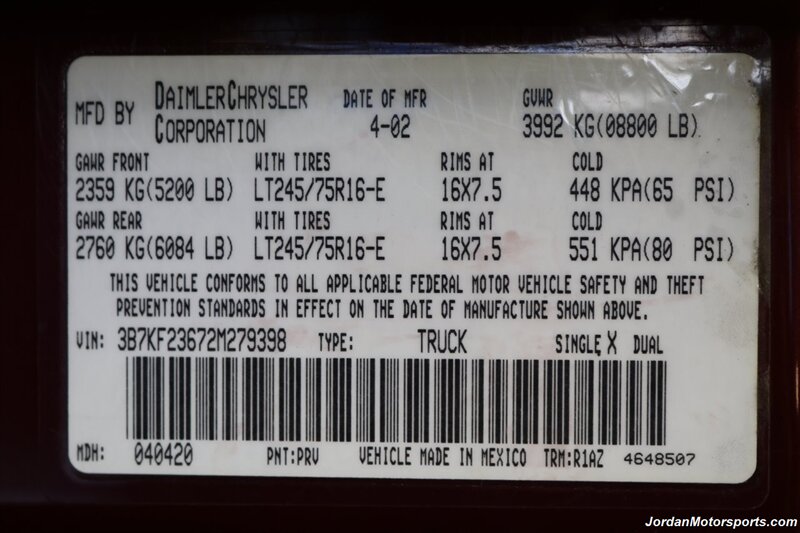 MFD BY DAIMLERCHRYSLER CORPORATION DATE OF MFR 4-02 GVWR 3992 KG(08800 LB)
GAWR FRONT WITH TIRES RIMS AT COLD
2359 KG(5200 LB) LT245/75R16-E 16X7.5 448 KPA(65 PSI)
GAWR REAR WITH TIRES RIMS AT COLD
2760 KG(6084 LB) LT245/75R16-E 16X7.5 551 KPA(80 PSI)
THIS VEHICLE CONFORMS TO ALL APPLICABLE FEDERAL MOTOR VEHICLE SAFETY AND THEFT
PREVENTION STANDARDS IN EFFECT ON THE DATE OF MANUFACTURE SHOWN ABOVE.
VIN: 3B7KF23672M279398 TYPE: TRUCK SINGLE X DUAL
MDH: 040420 PNT:PRV VEHICLE MADE IN MEXICO TRM:R1AZ 4648507
JordanMotorsports.com